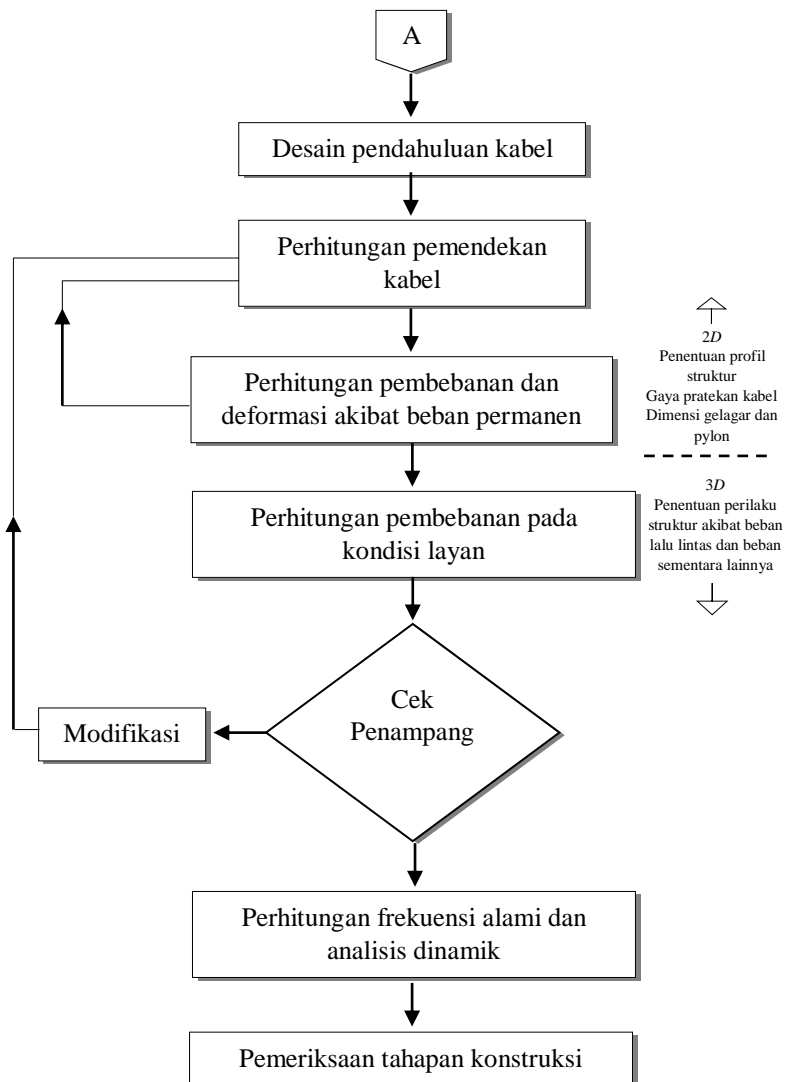 A
Desain pendahuluan kabel
Perhitungan pemendekan
kabel
Perhitungan pembebanan dan
deformasi akibat beban permanen
2D
Penentuan profil
struktur
Gaya pratekan kabel
Dimensi gelagar dan
pylon
3D
Penentuan perilaku
struktur akibat beban
lalu lintas dan beban
sementara lainnya
Perhitungan pembebanan pada
kondisi layan
Cek
Penampang
Modifikasi
Perhitungan frekuensi alami dan
analisis dinamik
Pemeriksaan tahapan konstruksi